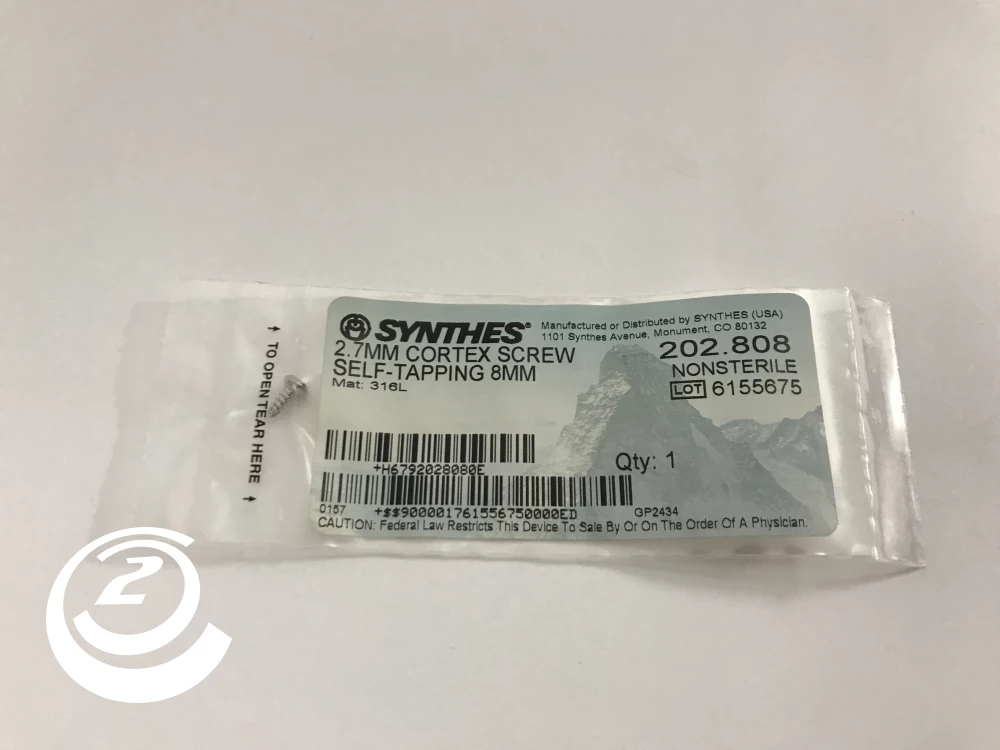 SYNTHES®
Manufactured or Distributed by SYNTHES (USA)
1101 Synthes Avenue, Monument, CO 80132
2.7MM CORTEX SCREW
SELF-TAPPING 8MM
Mat: 316L
202.808
NONSTERILE
LOT 6155675
TO OPEN TEAR HERE
+H6792028080E
Qty: 1
0157
+$$900001761556750000ED
GP2434
CAUTION: Federal Law Restricts This Device To Sale By Or On The Order Of A Physician.
2